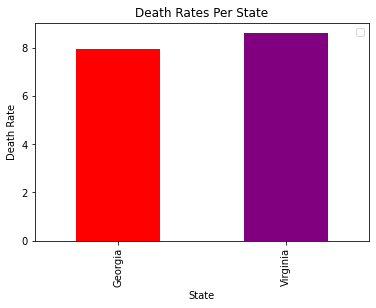 Death Rates Per State
Death Rate
8
6
4
2
0
Georgia
Virginia
State